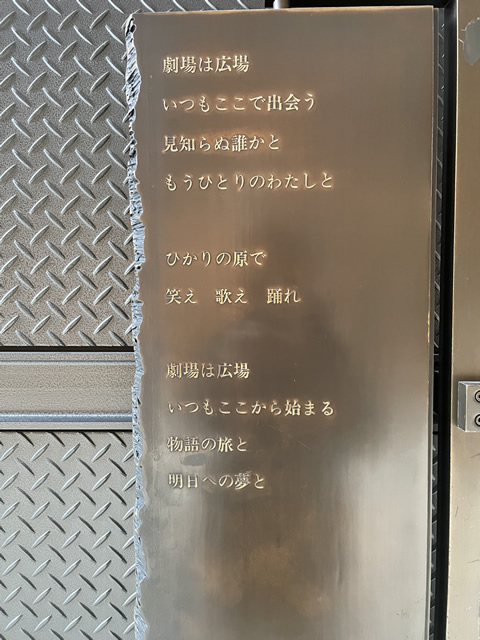 劇場は広場
いつもここで出会う
見知らぬ誰かと
もうひとりのわたしと
ひかりの原で
笑え　歌え　踊れ
劇場は広場
いつもここから始まる
物語の旅と
明日への夢と